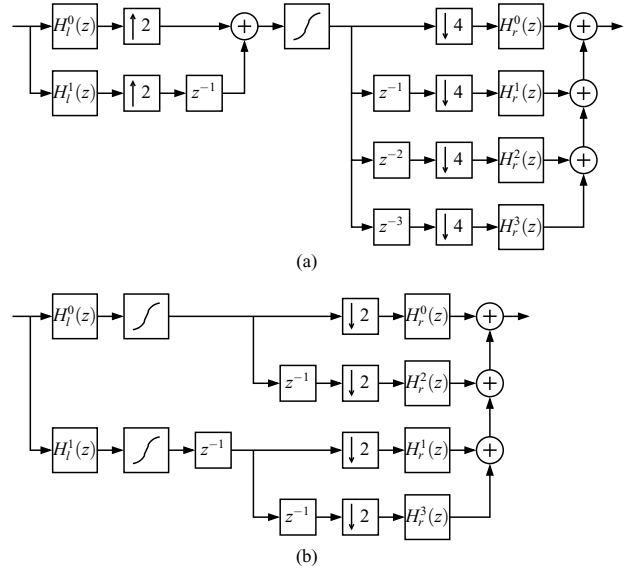 H_l^0(z) ↑ 2 + ↓ 4 H_r^0(z) +
H_l^1(z) ↑ 2 z^{-1} z^{-1} ↓ 4 H_r^1(z) +
z^{-2} ↓ 4 H_r^2(z) +
z^{-3} ↓ 4 H_r^3(z)
(a)
H_l^0(z) ↓ 2 H_r^0(z) +
z^{-1} ↓ 2 H_r^2(z) +
H_l^1(z) z^{-1} ↓ 2 H_r^1(z) +
z^{-1} ↓ 2 H_r^3(z)
(b)